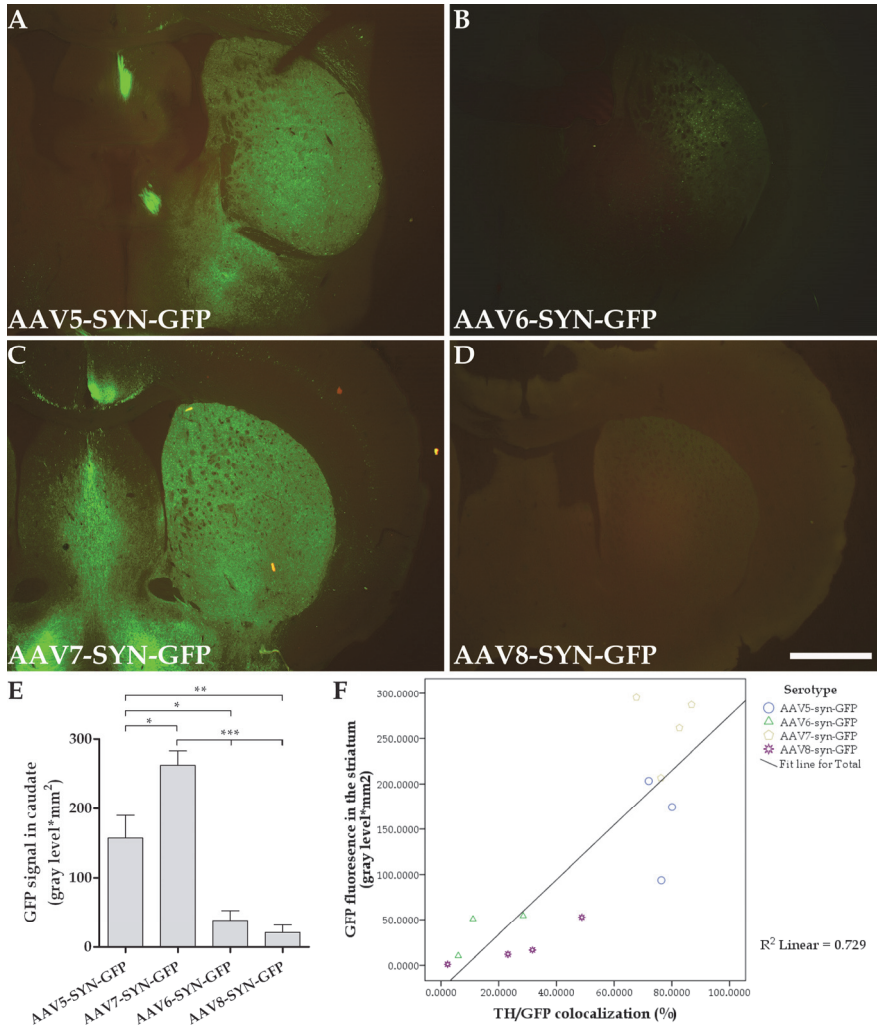 A
B
AAV5-SYN-GFP
AAV6-SYN-GFP
C
D
AAV7-SYN-GFP
AAV8-SYN-GFP
E
**
*
*
***
300
200
100
0
GFP signal in caudate
(gray level*mm2)
AAV5-SYN-GFP
AAV7-SYN-GFP
AAV6-SYN-GFP
AAV8-SYN-GFP
F
300.0000
250.0000
200.0000
150.0000
100.0000
50.0000
0.0000
GFP fluoresence in the striatum
(gray level*mm2)
0.0000 20.0000 40.0000 60.0000 80.0000 100.0000
TH/GFP colocalization (%)
Serotype
AAV5-syn-GFP
AAV6-syn-GFP
AAV7-syn-GFP
AAV8-syn-GFP
Fit line for Total
R2 Linear = 0.729